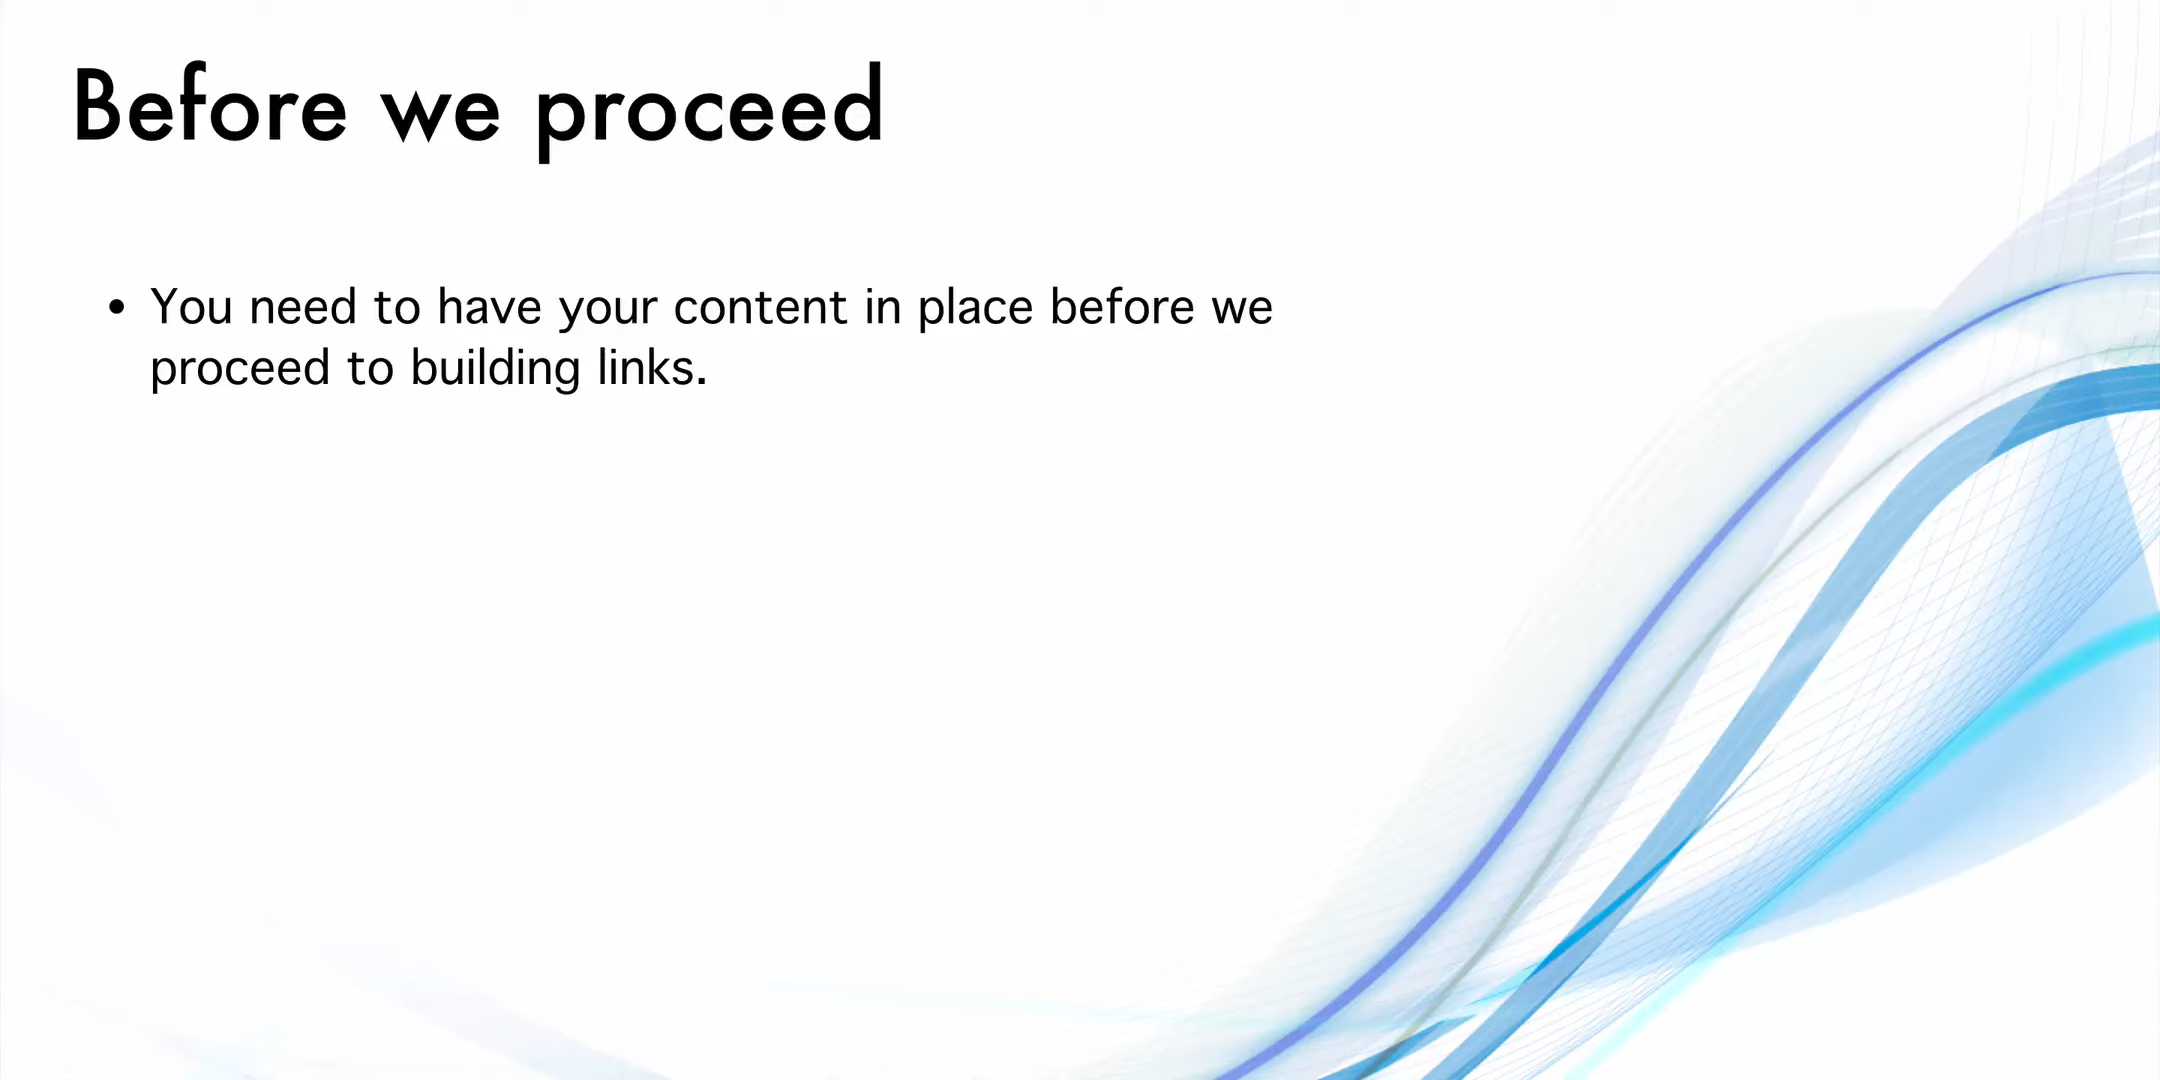 Before we proceed
• You need to have your content in place before we
proceed to building links.